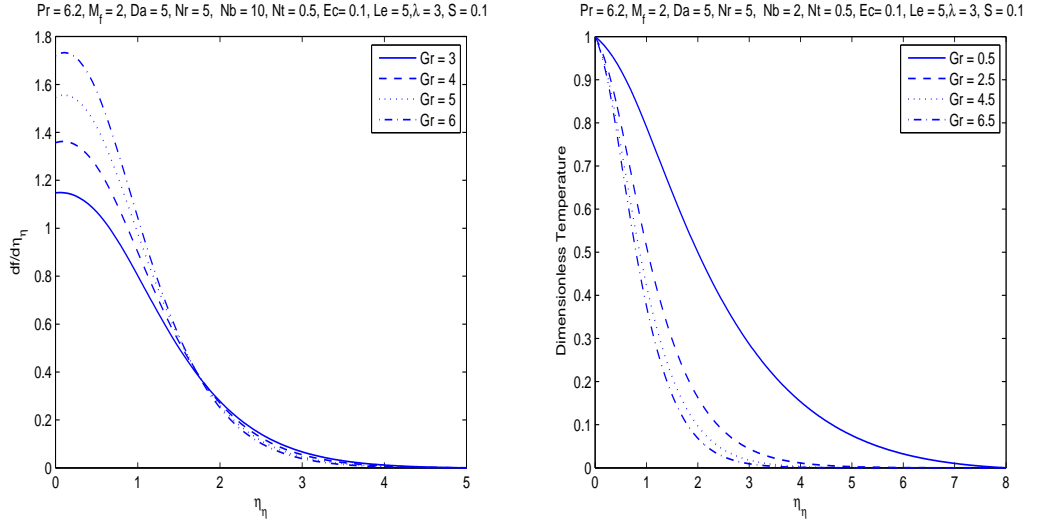 Pr = 6.2, M_f = 2, Da = 5, Nr = 5, Nb = 10, Nt = 0.5, Ec= 0.1, Le = 5,λ = 3, S = 0.1
1.8
1.6
1.4
1.2
1
0.8
0.6
0.4
0.2
0
df/dη_η
Gr = 3
Gr = 4
Gr = 5
Gr = 6
0 1 2 3 4 5
η_η
Pr = 6.2, M_f = 2, Da = 5, Nr = 5, Nb = 2, Nt = 0.5, Ec= 0.1, Le = 5,λ = 3, S = 0.1
1
0.9
0.8
0.7
0.6
0.5
0.4
0.3
0.2
0.1
0
Dimensionless Temperature
Gr = 0.5
Gr = 2.5
Gr = 4.5
Gr = 6.5
0 1 2 3 4 5 6 7 8
η_η